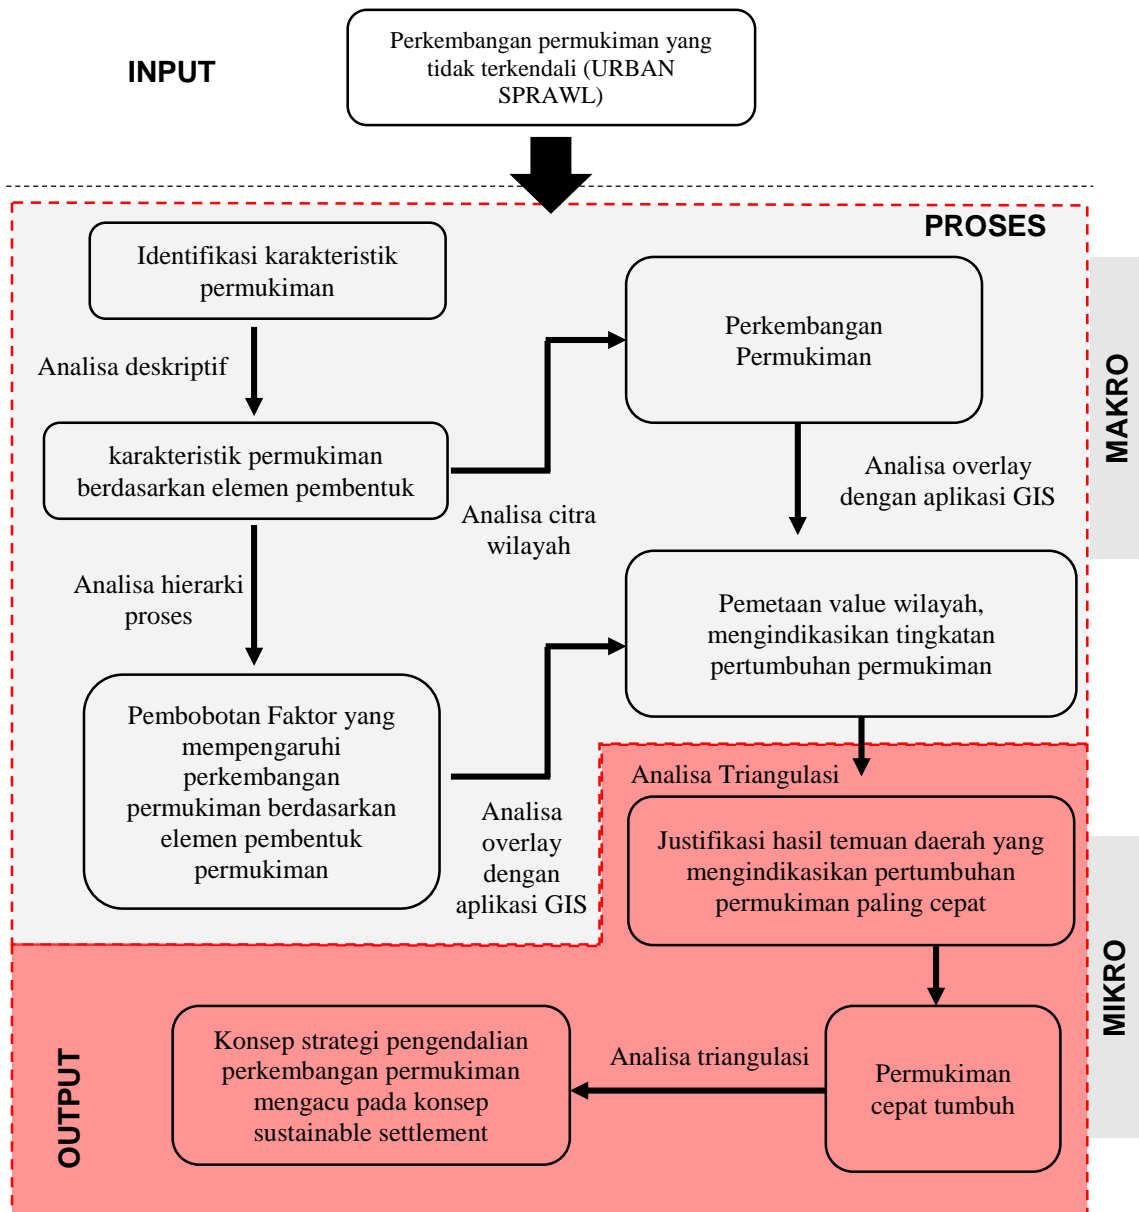 INPUT
Perkembangan permukiman yang
tidak terkendali (URBAN
SPRAWL)
PROSES
Identifikasi karakteristik
permukiman
Analisa deskriptif
karakteristik permukiman
berdasarkan elemen pembentuk
Analisa citra
wilayah
Perkembangan
Permukiman
MAKRO
Analisa overlay
dengan aplikasi GIS
Analisa hierarki
proses
Pemetaan value wilayah,
mengindikasikan tingkatan
pertumbuhan permukiman
Pembobotan Faktor yang
mempengaruhi
perkembangan
permukiman berdasarkan
elemen pembentuk
permukiman
Analisa
overlay
dengan
aplikasi GIS
Analisa Triangulasi
Justifikasi hasil temuan daerah yang
mengindikasikan pertumbuhan
permukiman paling cepat
MIKRO
Permukiman
cepat tumbuh
Analisa triangulasi
Konsep strategi pengendalian
perkembangan permukiman
mengacu pada konsep
sustainable settlement
OUTPUT